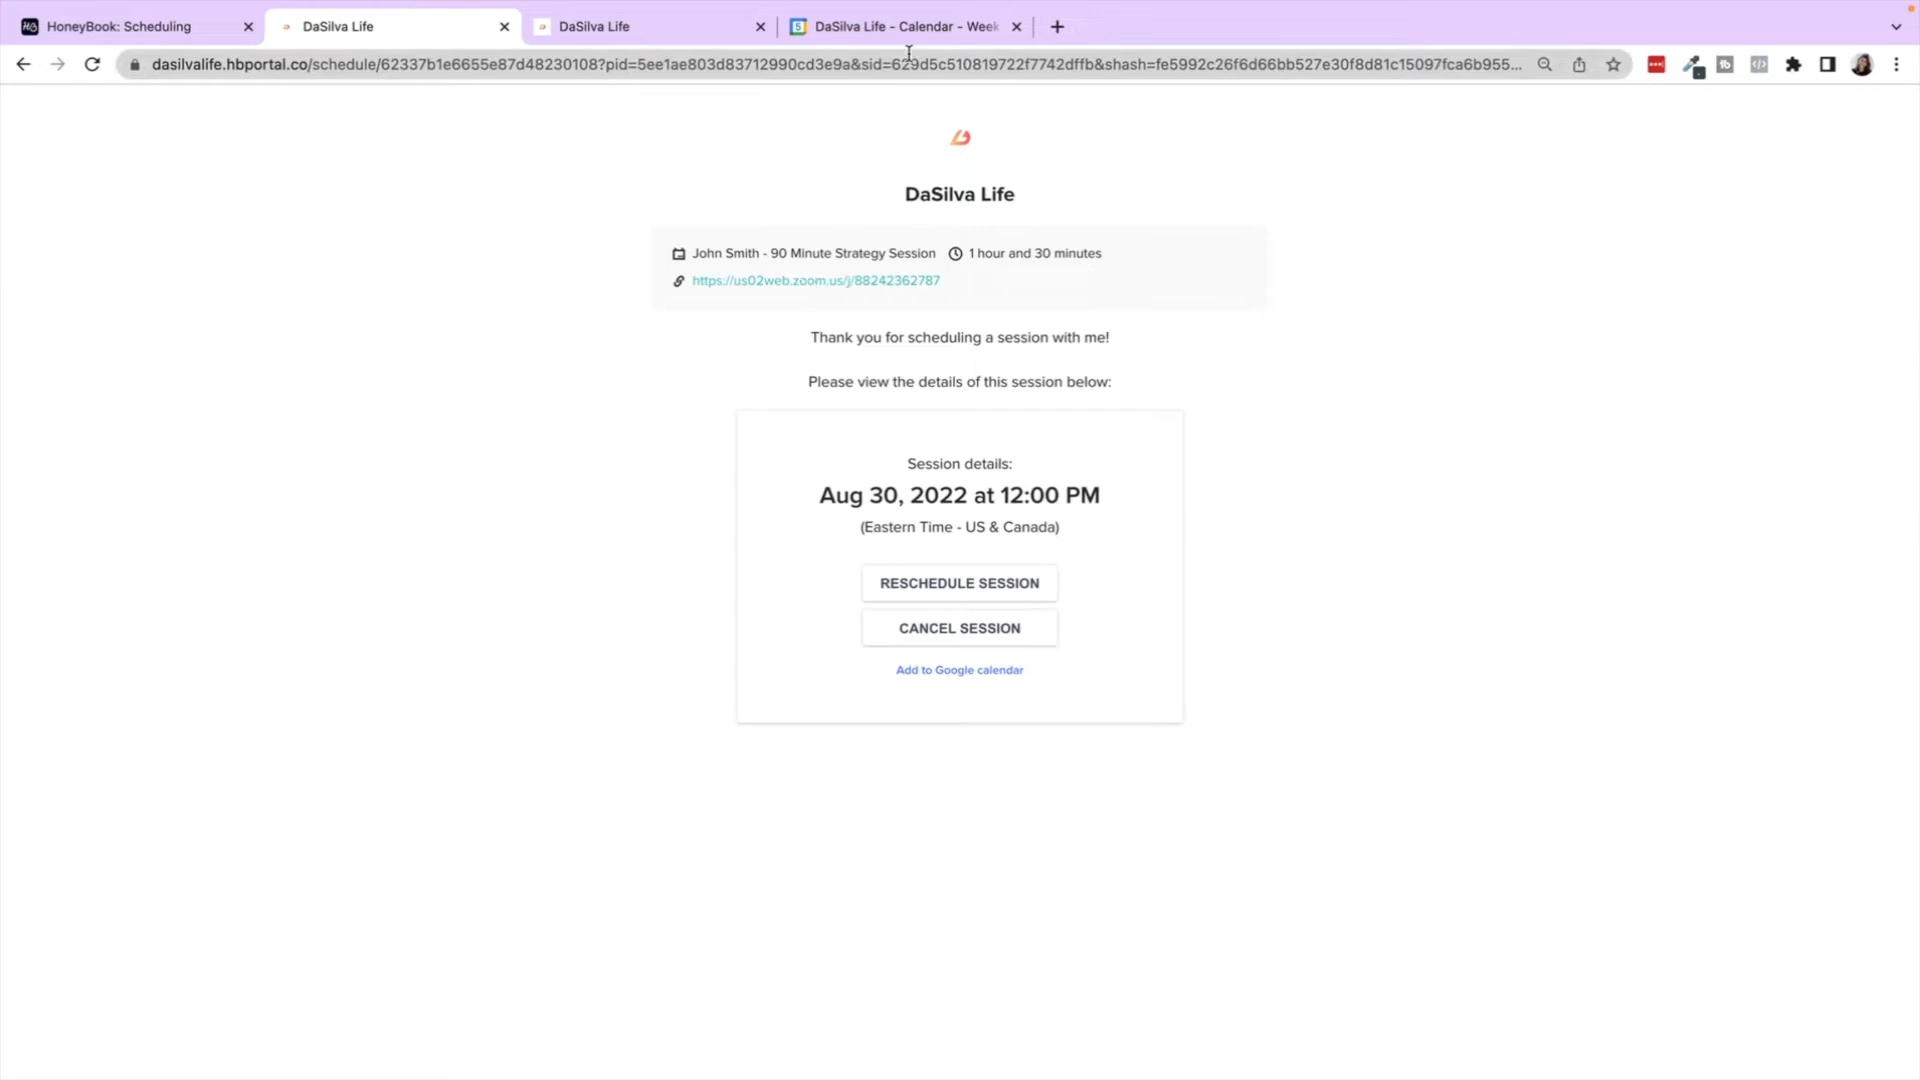 HoneyBook: Scheduling
DaSilva Life
DaSilva Life
DaSilva Life - Calendar - Week
dasilvalife.hbportal.co/schedule/62337b1e6655e87d48230108?pid=5ee1ae803d83712990cd3e9a&sid=629d5c510819722f7742dffb&shash=fe5992c26f6d66bb527e30f8d81c15097fca6b955...
DaSilva Life
John Smith - 90 Minute Strategy Session 1 hour and 30 minutes
https://us02web.zoom.us/j/88242362787
Thank you for scheduling a session with me!
Please view the details of this session below:
Session details:
Aug 30, 2022 at 12:00 PM
(Eastern Time - US & Canada)
RESCHEDULE SESSION
CANCEL SESSION
Add to Google calendar